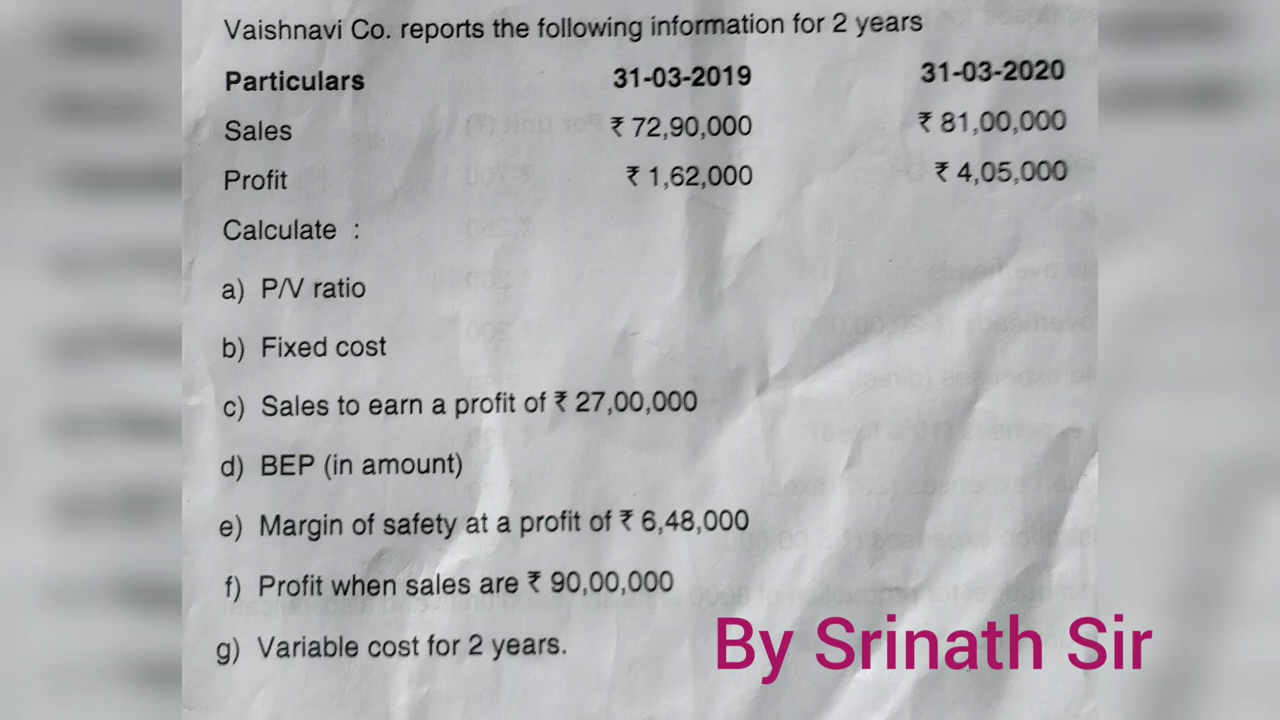 Vaishnavi Co. reports the following information for 2 years
Particulars 31-03-2019 31-03-2020
Sales ₹ 72,90,000 ₹ 81,00,000
Profit ₹ 1,62,000 ₹ 4,05,000
Calculate :
a) P/V ratio
b) Fixed cost
c) Sales to earn a profit of ₹ 27,00,000
d) BEP (in amount)
e) Margin of safety at a profit of ₹ 6,48,000
f) Profit when sales are ₹ 90,00,000
g) Variable cost for 2 years.
By Srinath Sir